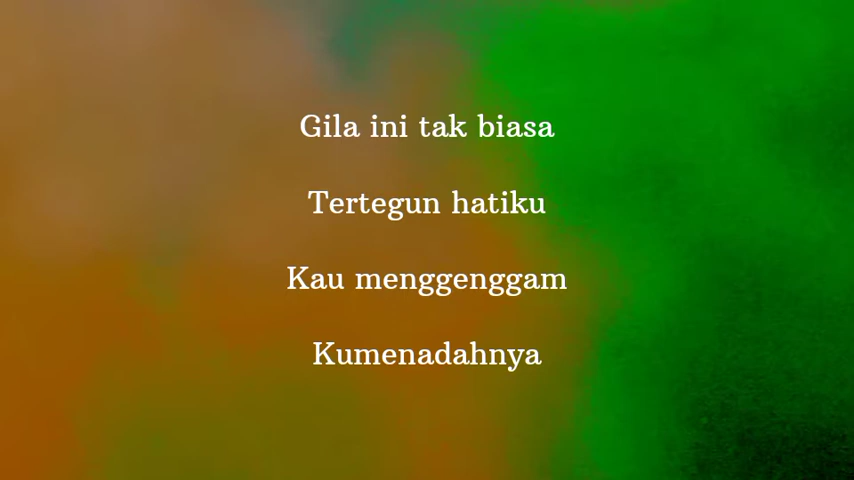 Gila ini tak biasa
Tertegun hatiku
Kau menggenggam
Kumenadahnya